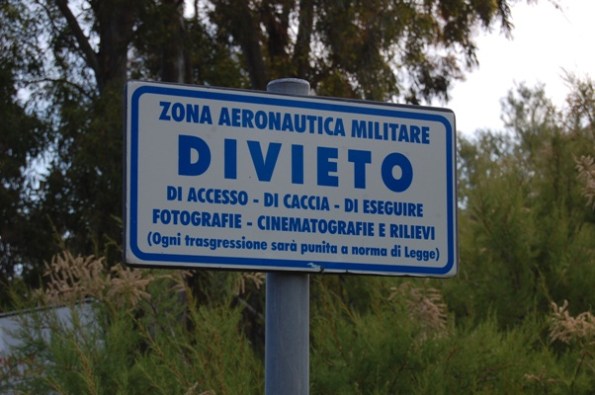 ZONA AERONAUTICA MILITARE
DIVIETO
DI ACCESSO - DI CACCIA - DI ESEGUIRE
FOTOGRAFIE - CINEMATOGRAFIE E RILIEVI
(Ogni trasgressione sará punita a norma di Legge)